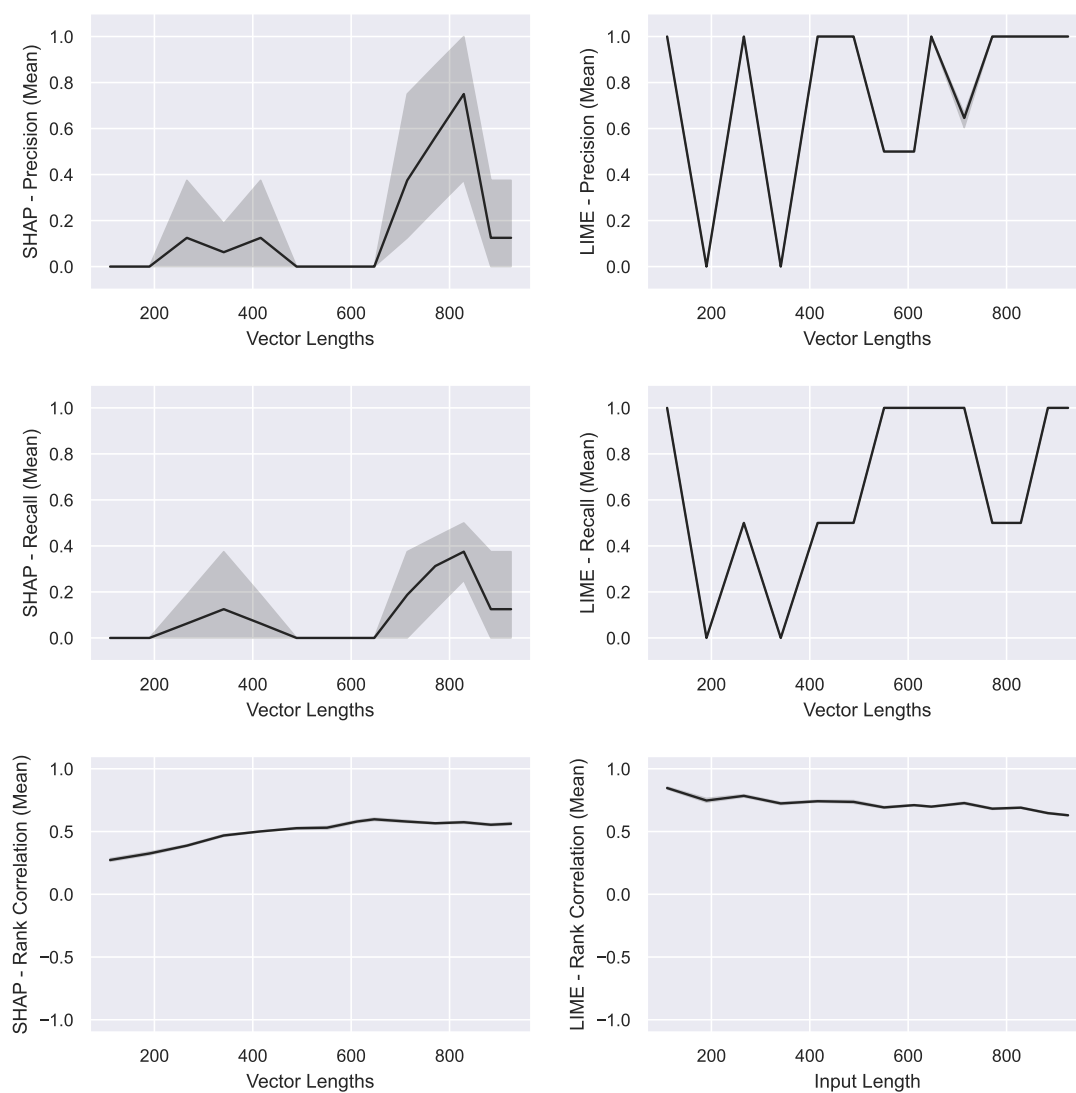 SHAP - Precision (Mean)
1.0
0.8
0.6
0.4
0.2
0.0
200 400 600 800
Vector Lengths
LIME - Precision (Mean)
1.0
0.8
0.6
0.4
0.2
0.0
200 400 600 800
Vector Lengths
SHAP - Recall (Mean)
1.0
0.8
0.6
0.4
0.2
0.0
200 400 600 800
Vector Lengths
LIME - Recall (Mean)
1.0
0.8
0.6
0.4
0.2
0.0
200 400 600 800
Vector Lengths
SHAP - Rank Correlation (Mean)
1.0
0.5
0.0
−0.5
−1.0
200 400 600 800
Vector Lengths
LIME - Rank Correlation (Mean)
1.0
0.5
0.0
−0.5
−1.0
200 400 600 800
Input Length